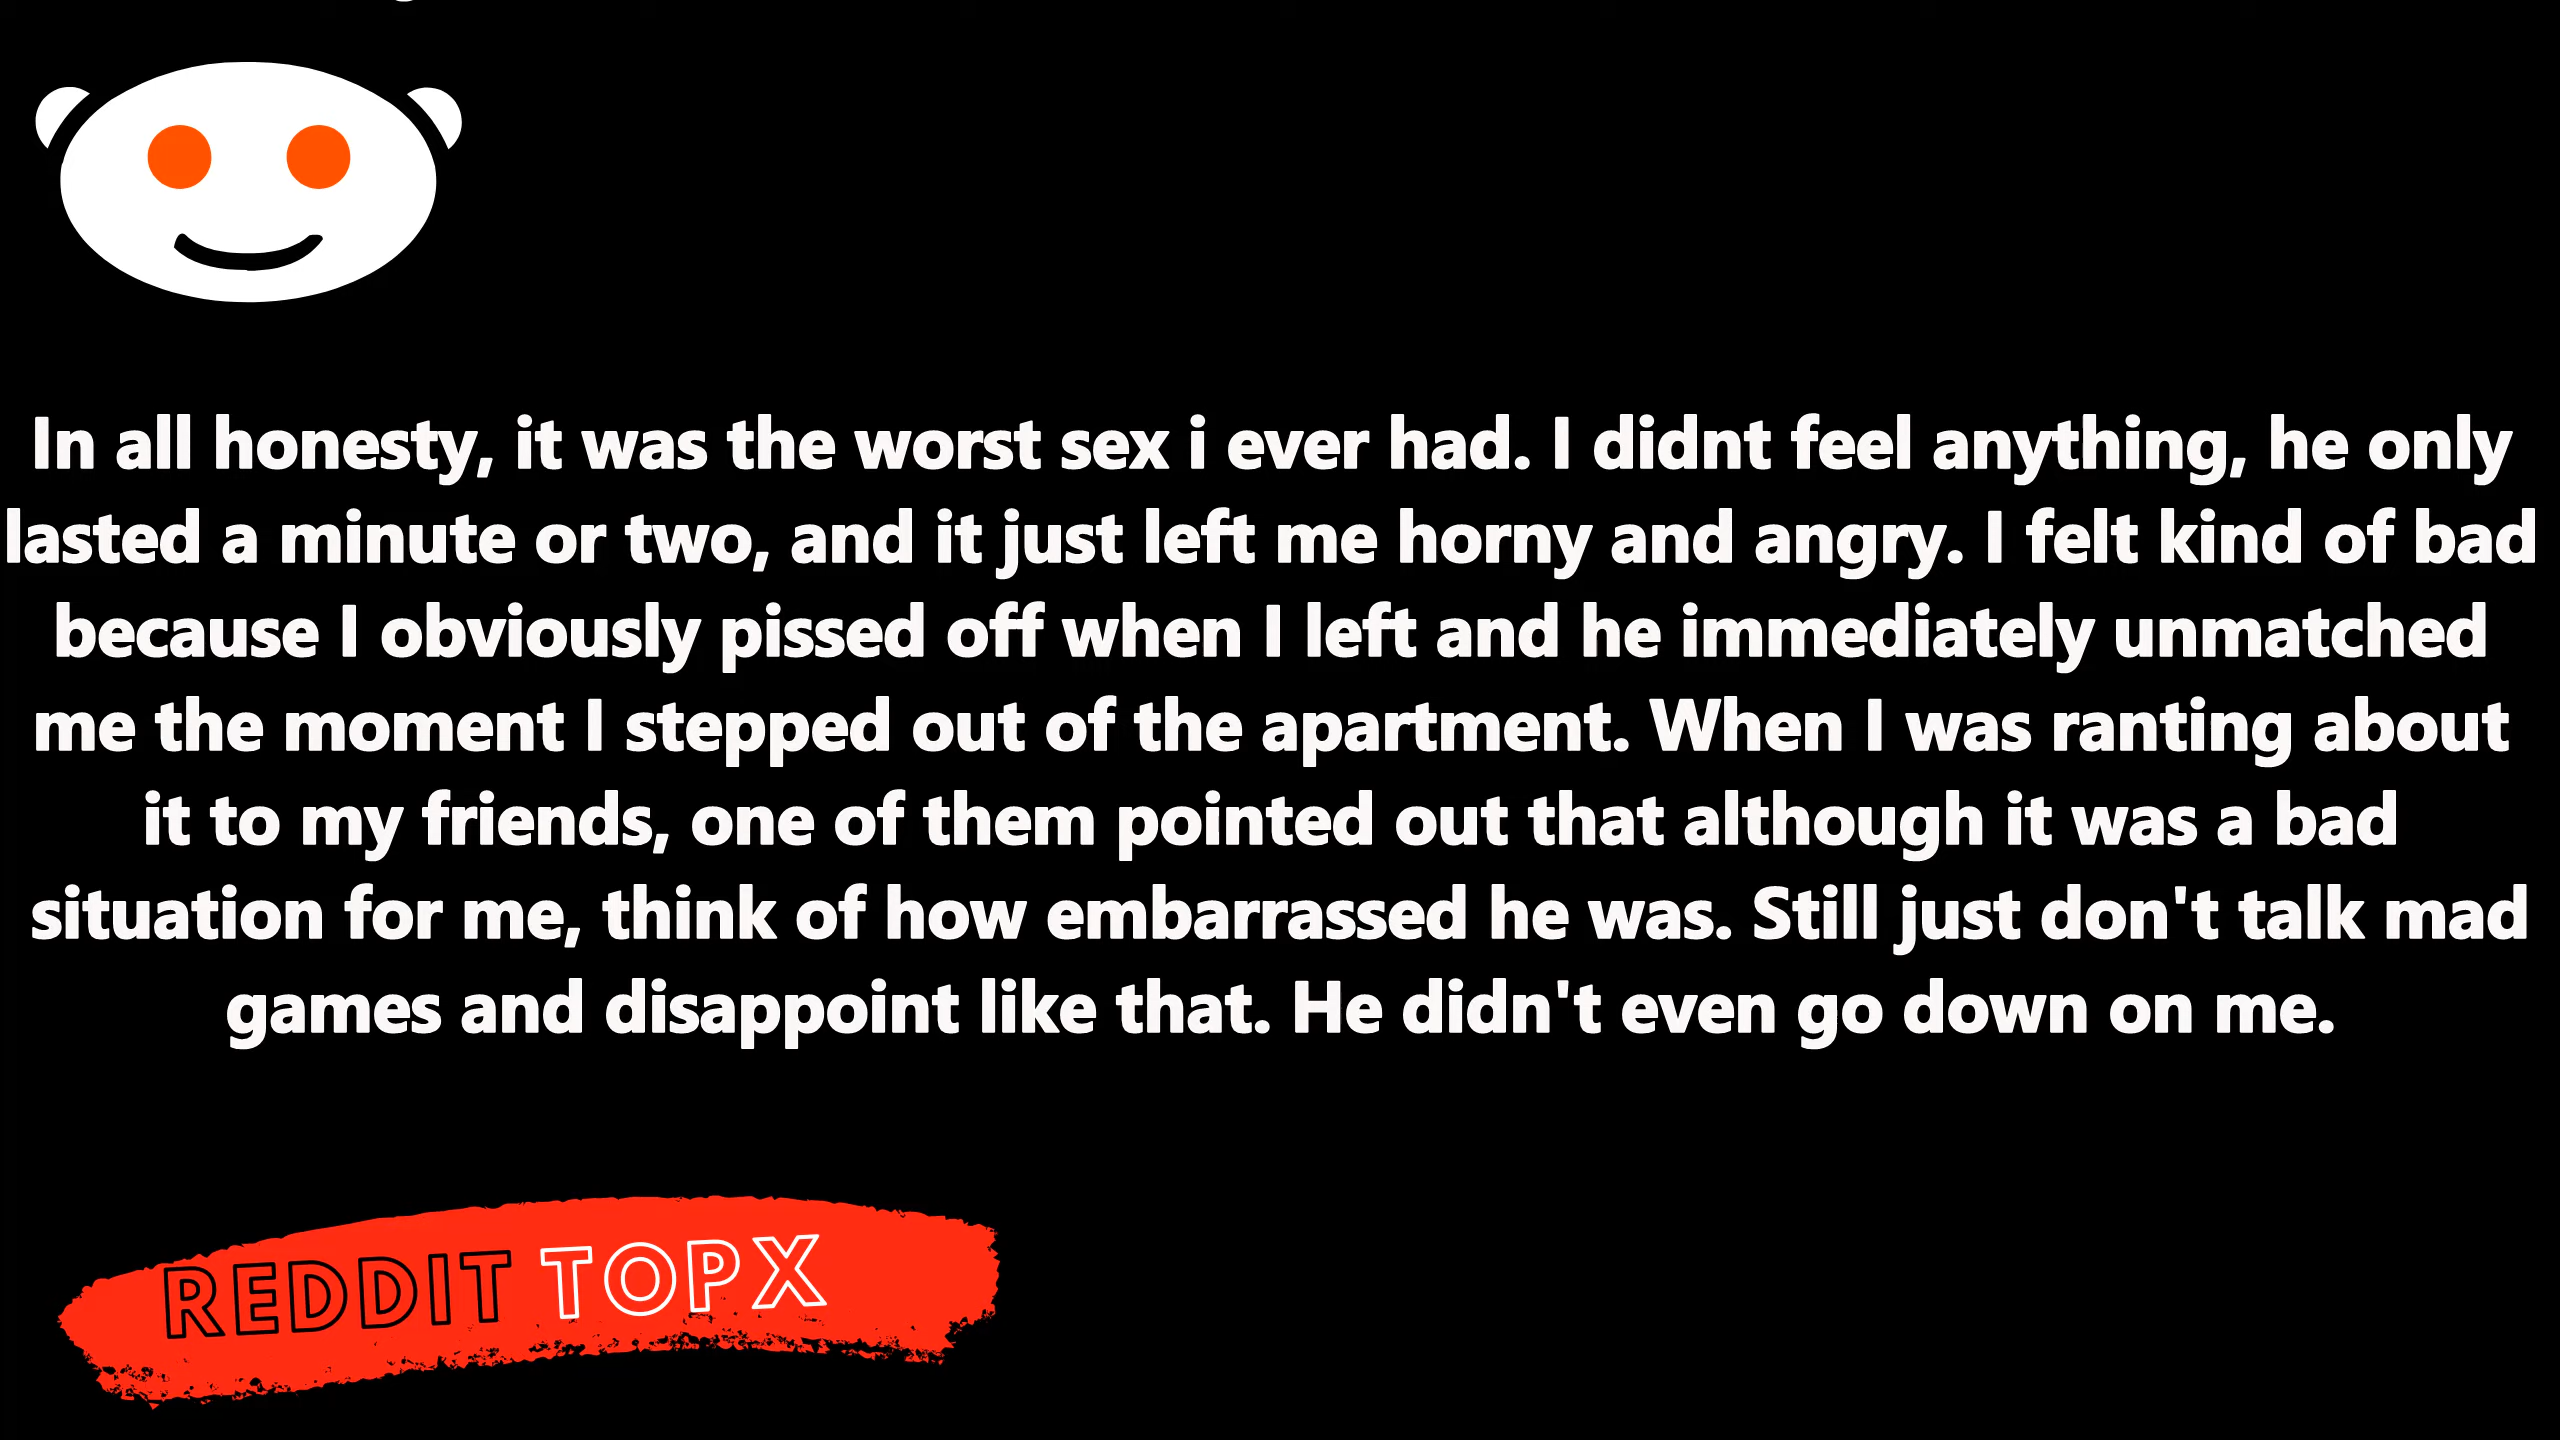 In all honesty, it was the worst sex i ever had. I didnt feel anything, he only
lasted a minute or two, and it just left me horny and angry. I felt kind of bad
because I obviously pissed off when I left and he immediately unmatched
me the moment I stepped out of the apartment. When I was ranting about
it to my friends, one of them pointed out that although it was a bad
situation for me, think of how embarrassed he was. Still just don't talk mad
games and disappoint like that. He didn't even go down on me.
REDDIT TOPX